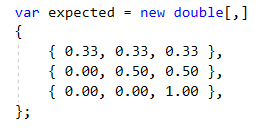 var expected = new double[,]
{
    { 0.33, 0.33, 0.33 },
    { 0.00, 0.50, 0.50 },
    { 0.00, 0.00, 1.00 },
};